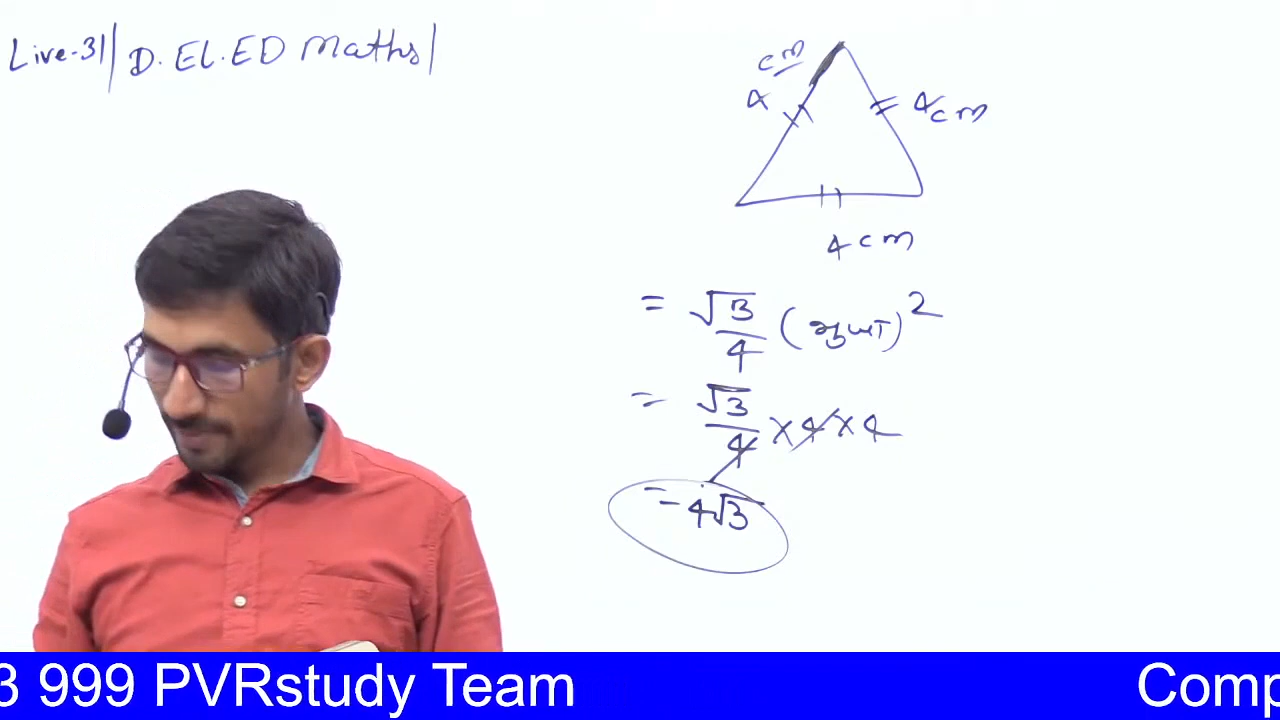 Live-31| D.EL.ED Maths|
cm
4
4cm
4cm
= √3/4 (भुजा)²
= √3/4 ×4×4
= 4√3
3 999 PVRstudy Team
Comp